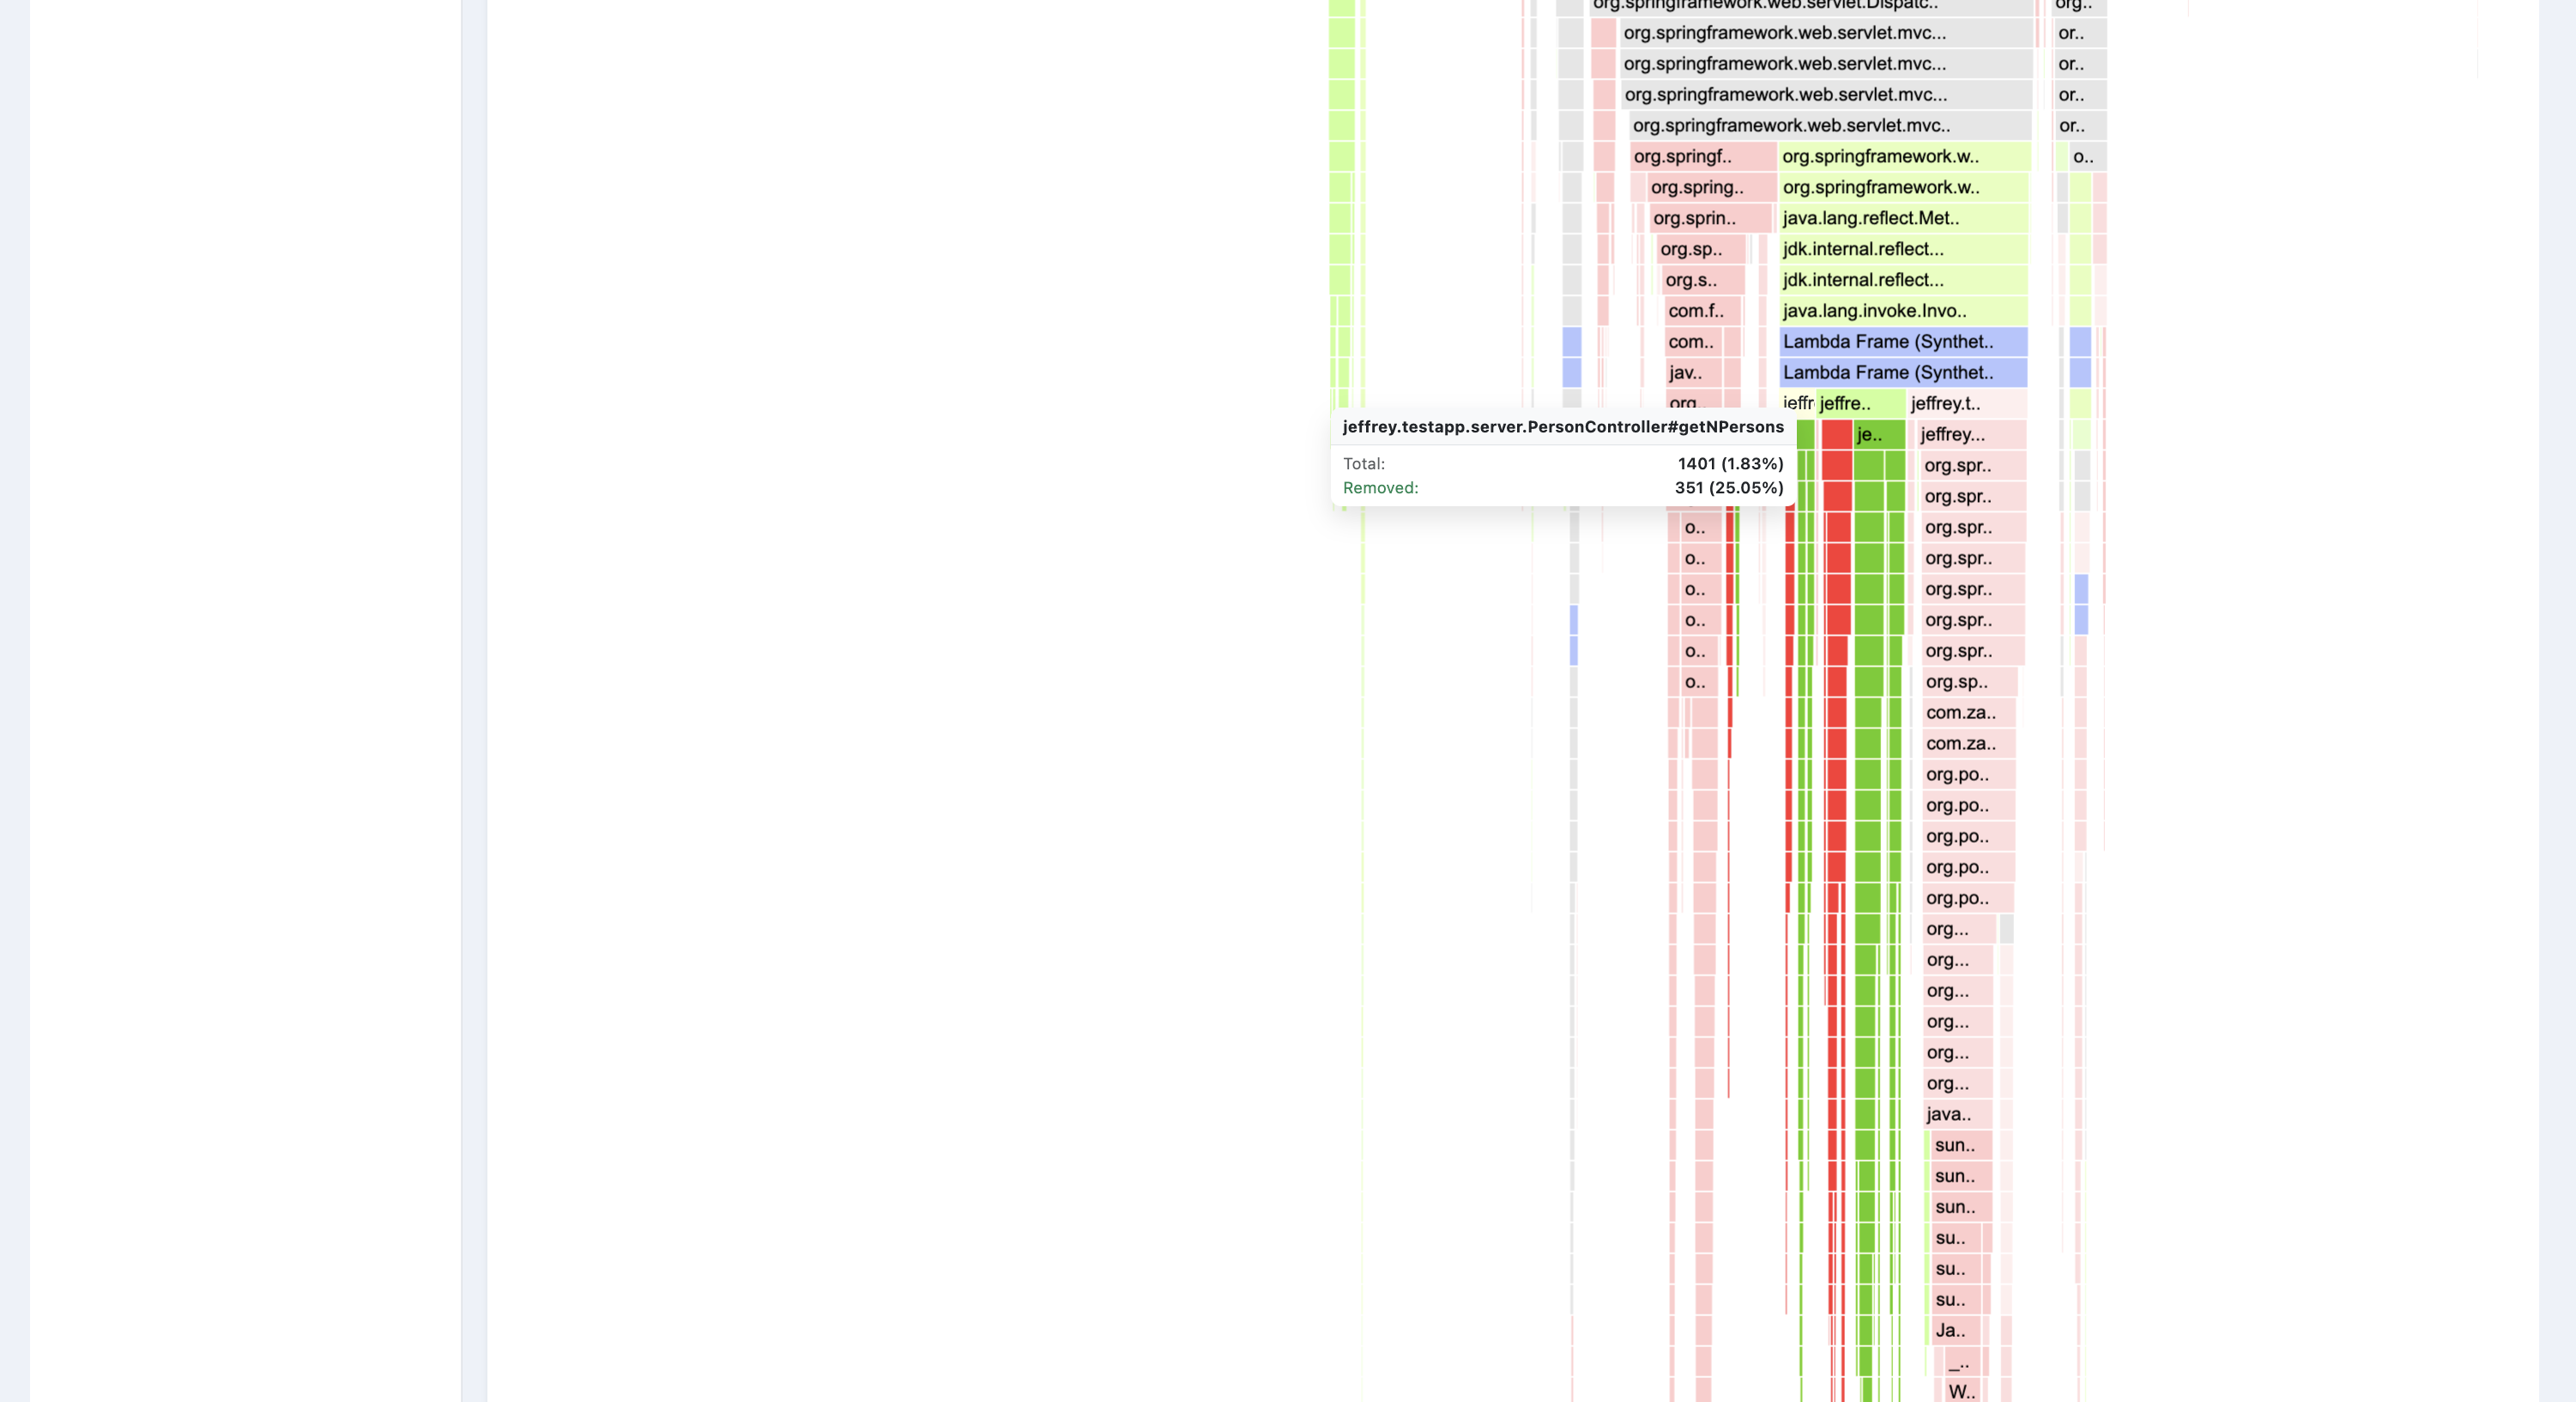 org.springframework.web.servlet.Dispatc.. org..
org.springframework.web.servlet.mvc... or..
org.springframework.web.servlet.mvc... or..
org.springframework.web.servlet.mvc... or..
org.springframework.web.servlet.mvc.. or..
org.springf.. org.springframework.w.. o..
org.spring.. org.springframework.w..
org.sprin.. java.lang.reflect.Met..
org.sp.. jdk.internal.reflect...
org.s.. jdk.internal.reflect...
com.f.. java.lang.invoke.Invo..
com.. Lambda Frame (Synthet..
jav.. Lambda Frame (Synthet..
org.. jeffr jeffre.. jeffrey.t..
jeffrey.testapp.server.PersonController#getNPersons je.. jeffrey...
Total: 1401 (1.83%) org.spr..
Removed: 351 (25.05%) org.spr..
o.. org.spr..
o.. org.spr..
o.. org.spr..
o.. org.spr..
o.. org.spr..
o.. org.sp..
com.za..
com.za..
org.po..
org.po..
org.po..
org.po..
org.po..
org...
org...
org...
org...
org...
org...
java..
sun..
sun..
sun..
su..
su..
su..
Ja..
_..
W..